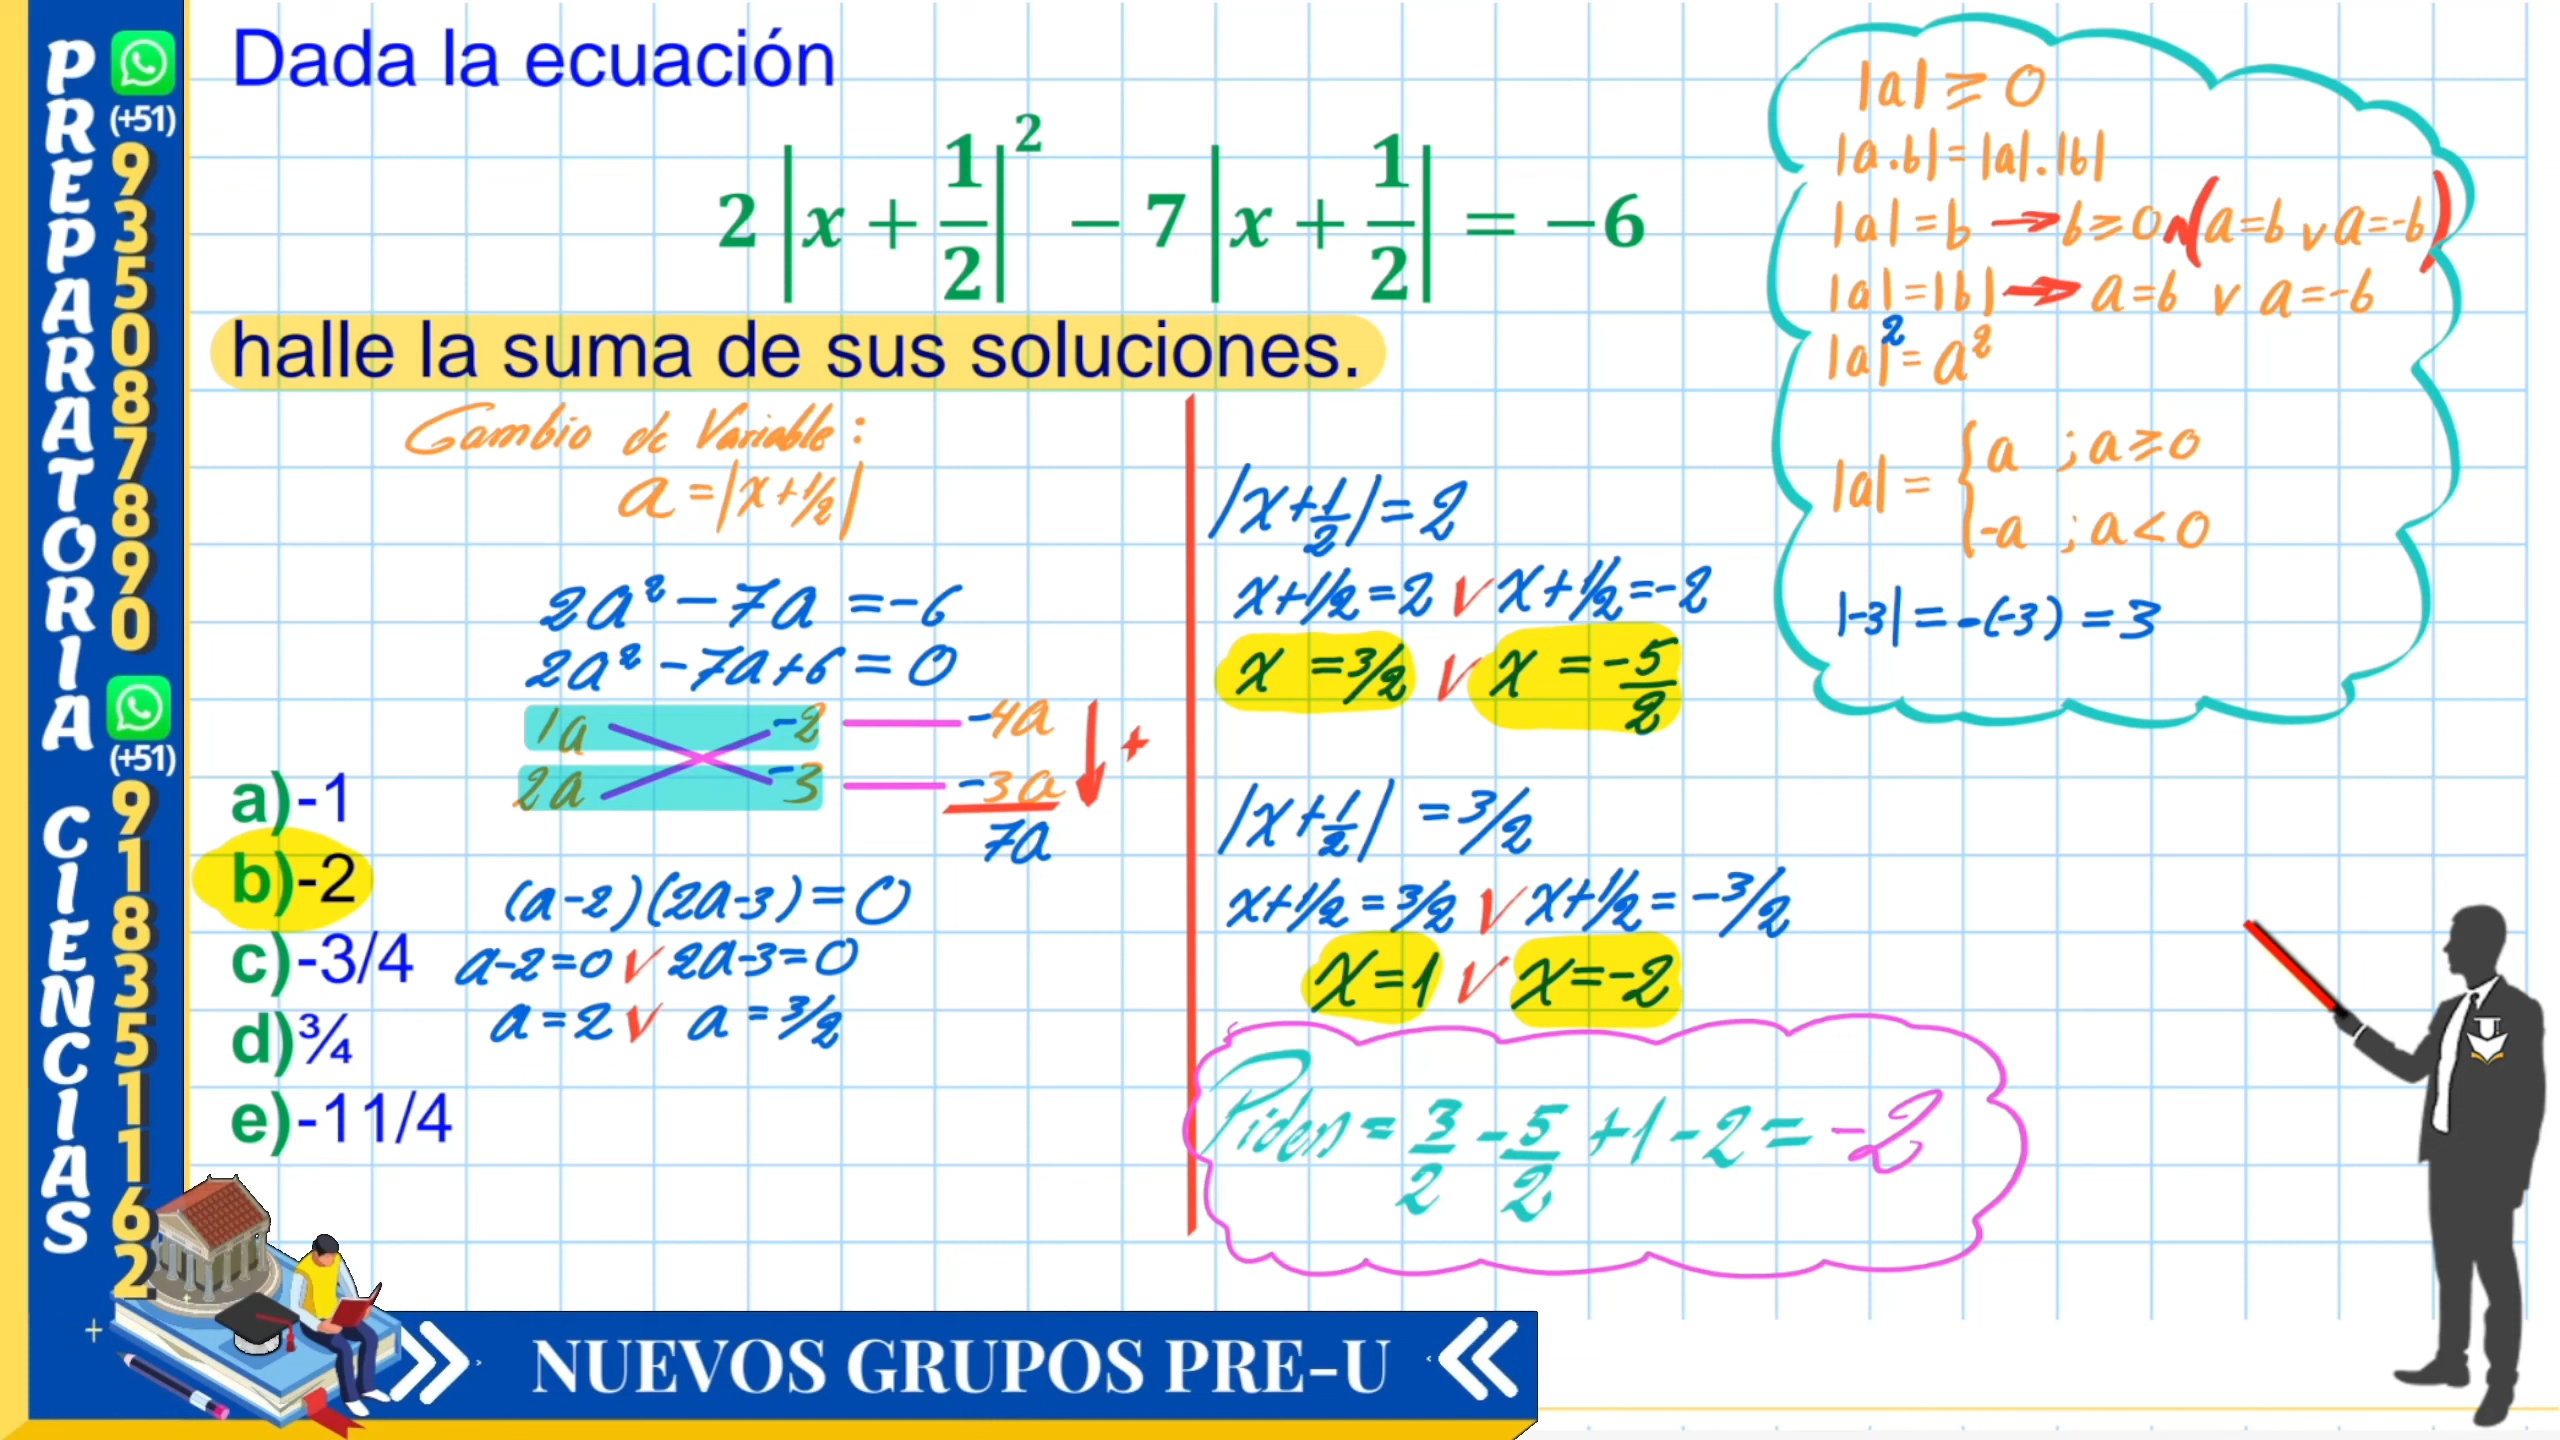 PREPARATORIA CIENCIAS
(+51)
935087890
(+51)
918351162
Dada la ecuación
2|x + 1/2|² − 7|x + 1/2| = −6
halle la suma de sus soluciones.
Cambio de Variable:
a = |x+1/2|
2a² − 7a = −6
2a² − 7a + 6 = 0
1a −2 −4a
2a −3 −3a
+
7a
(a−2)(2a−3) = 0
a−2=0 ∨ 2a−3=0
a=2 ∨ a=3/2
a)-1
b)-2
c)-3/4
d)¾
e)-11/4
|x+1/2| = 2
x+1/2=2 ∨ x+1/2=-2
x =3/2 ∨ x =-5/2
|x+1/2| = 3/2
x+1/2=3/2 ∨ x+1/2=-3/2
x=1 ∨ x=-2
Piden = 3/2 - 5/2 +1-2= -2
|a| ≥ 0
|a.b|=|a|.|b|
|a|=b → b≥0 ∧ (a=b ∨ a=-b)
|a|=|b| → a=b ∨ a=-b
|a|²=a²
|a| = { a ; a≥0
-a ; a<0
|-3|=-(-3)=3
NUEVOS GRUPOS PRE-U